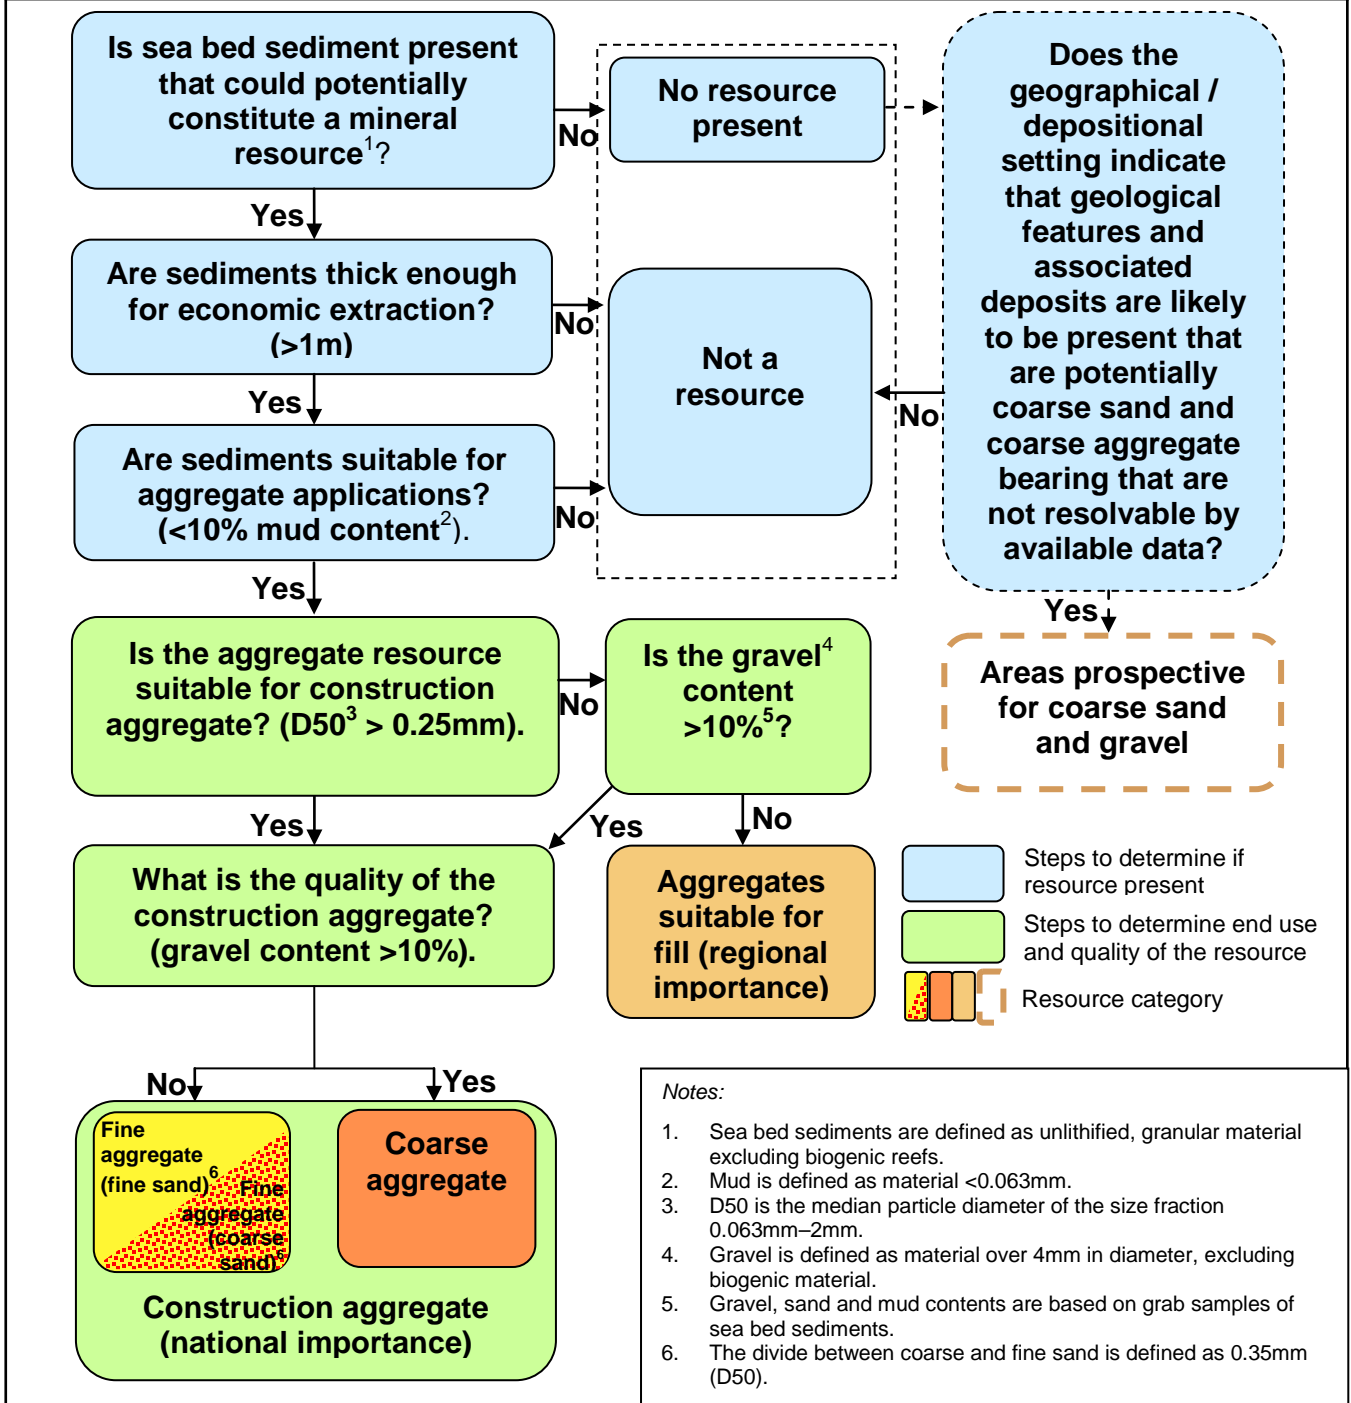 Is sea bed sediment present
that could potentially
constitute a mineral
resource¹?
No
No resource
present
Does the
geographical /
depositional
setting indicate
that geological
features and
associated
deposits are likely
to be present that
are potentially
coarse sand and
coarse aggregate
bearing that are
not resolvable by
available data?
Yes
Are sediments thick enough
for economic extraction?
(>1m)
No
Not a
resource
No
Yes
Are sediments suitable for
aggregate applications?
(<10% mud content²).
No
Yes
Yes
Areas prospective
for coarse sand
and gravel
Is the aggregate resource
suitable for construction
aggregate? (D50³ > 0.25mm).
No
Is the gravel⁴
content
>10%⁵?
Yes
Yes
No
What is the quality of the
construction aggregate?
(gravel content >10%).
Aggregates
suitable for
fill (regional
importance)
Steps to determine if
resource present
Steps to determine end use
and quality of the resource
Resource category
No
Yes
Fine
aggregate
(fine sand)⁶
Fine
aggregate
(coarse
sand)⁶
Coarse
aggregate
Construction aggregate
(national importance)
Notes:
1. Sea bed sediments are defined as unlithified, granular material
excluding biogenic reefs.
2. Mud is defined as material <0.063mm.
3. D50 is the median particle diameter of the size fraction
0.063mm–2mm.
4. Gravel is defined as material over 4mm in diameter, excluding
biogenic material.
5. Gravel, sand and mud contents are based on grab samples of
sea bed sediments.
6. The divide between coarse and fine sand is defined as 0.35mm
(D50).